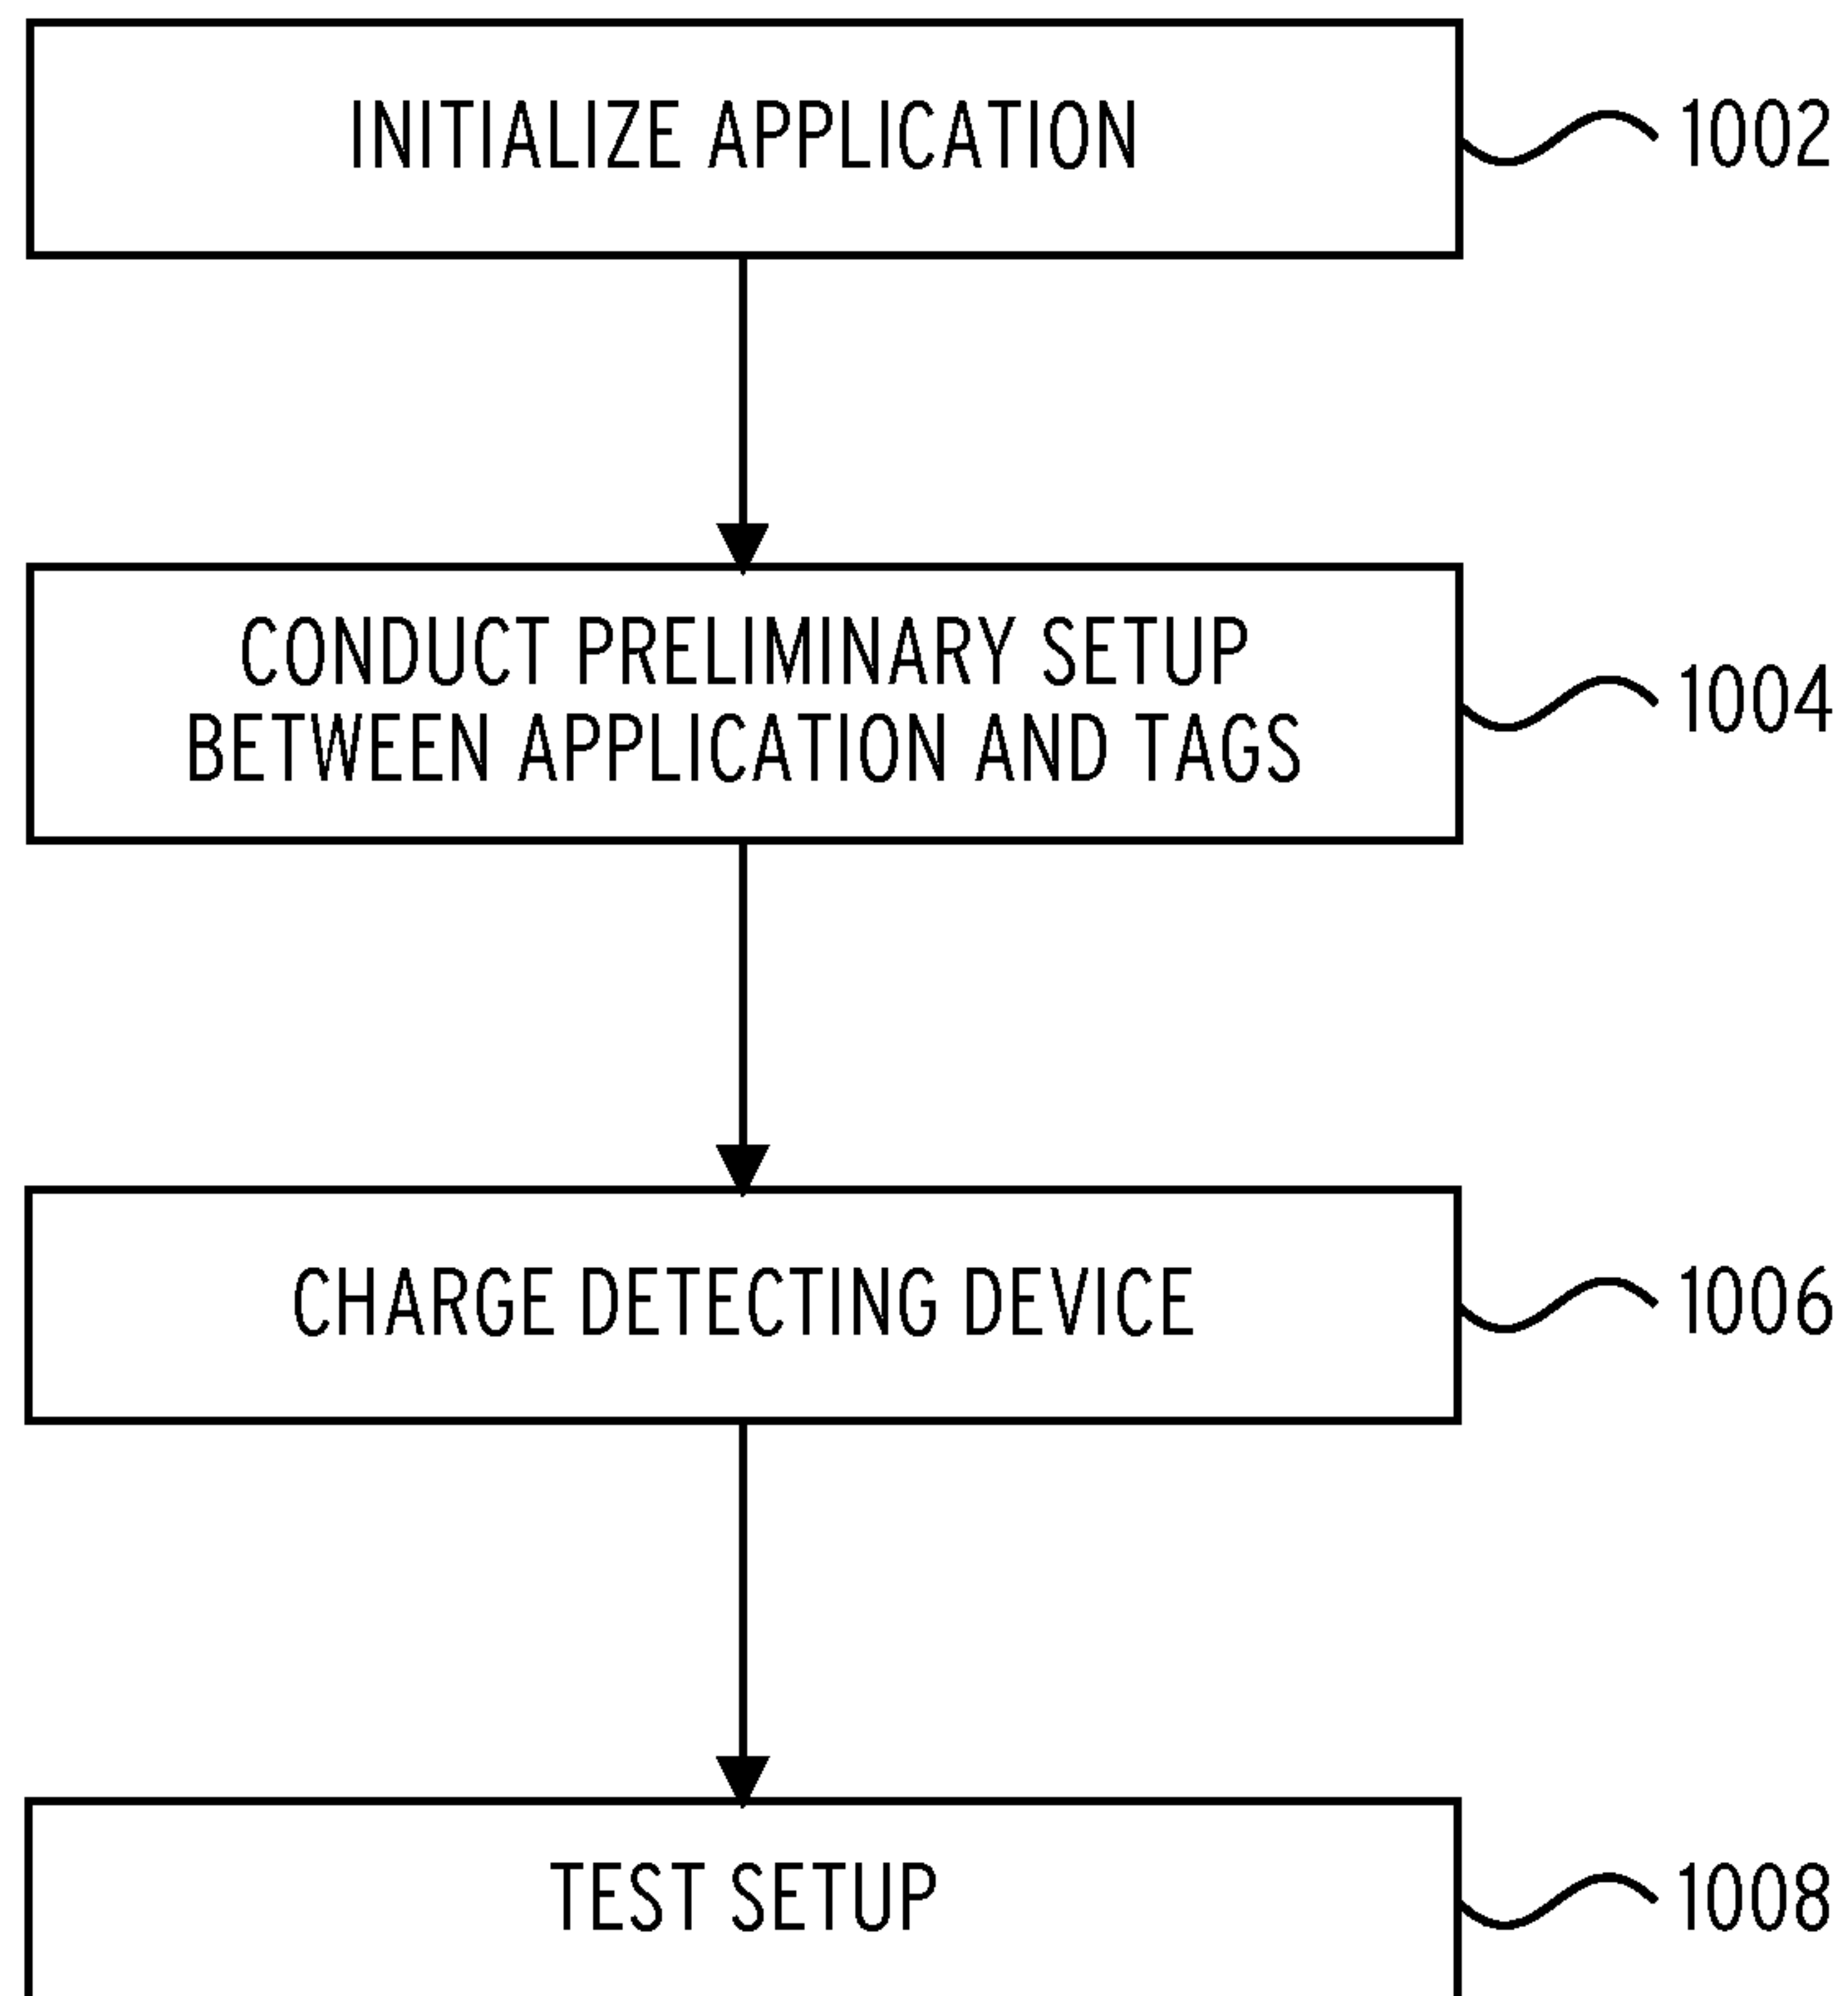 INITIALIZE APPLICATION
1002
CONDUCT PRELIMINARY SETUP
BETWEEN APPLICATION AND TAGS
1004
CHARGE DETECTING DEVICE
1006
TEST SETUP
1008